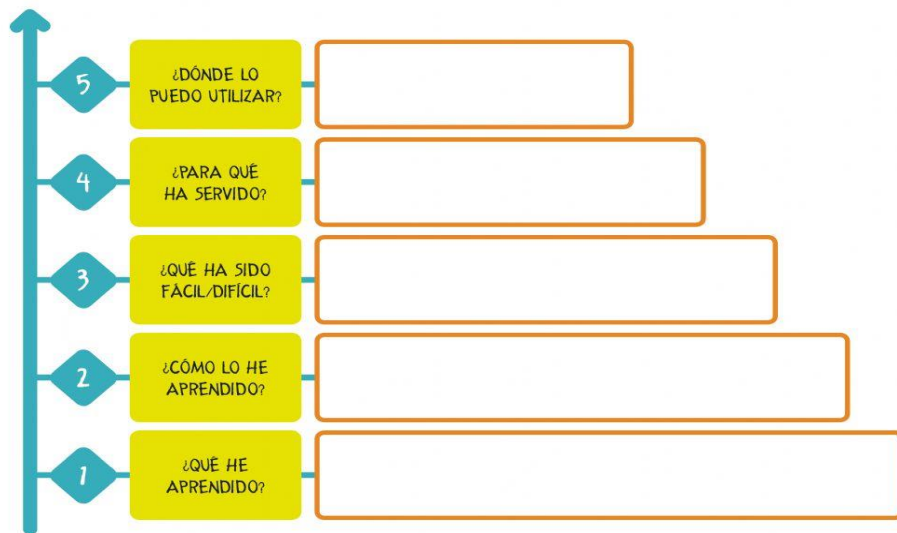 5
¿DÓNDE LO
PUEDO UTILIZAR?
4
¿PARA QUÉ
HA SERVIDO?
3
¿QUÉ HA SIDO
FÁCIL/DIFÍCIL?
2
¿CÓMO LO HE
APRENDIDO?
1
¿QUÉ HE
APRENDIDO?